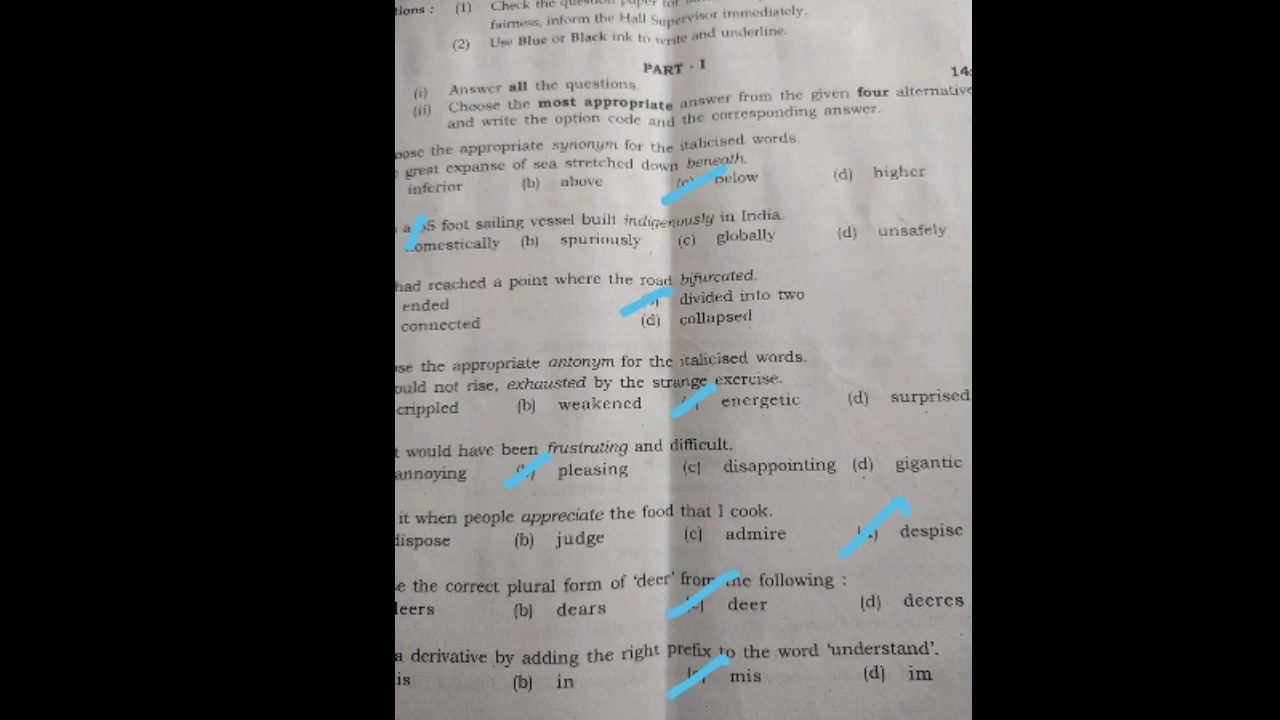 tions : (1) Check the question paper for
fairness, inform the Hall Supervisor immediately.
(2) Use Blue or Black ink to write and underline.
PART - I
14
(i) Answer all the questions.
(ii) Choose the most appropriate answer from the given four alternative
and write the option code and the corresponding answer.
oose the appropriate synonym for the italicised words.
great expanse of sea stretched down beneath.
inferior (b) above (c) below (d) higher
a 55 foot sailing vessel built indigenously in India.
domestically (b) spuriously (c) globally (d) unsafely
had reached a point where the road bifurcated.
ended (b) divided into two
connected (d) collapsed
se the appropriate antonym for the italicised words.
ould not rise, exhausted by the strange exercise.
crippled (b) weakened energetic (d) surprised
t would have been frustrating and difficult.
annoying (b) pleasing (c) disappointing (d) gigantic
it when people appreciate the food that I cook.
dispose (b) judge (c) admire (d) despise
e the correct plural form of 'deer' from the following :
deers (b) dears (c) deer (d) deeres
a derivative by adding the right prefix to the word 'understand'.
is (b) in mis (d) im